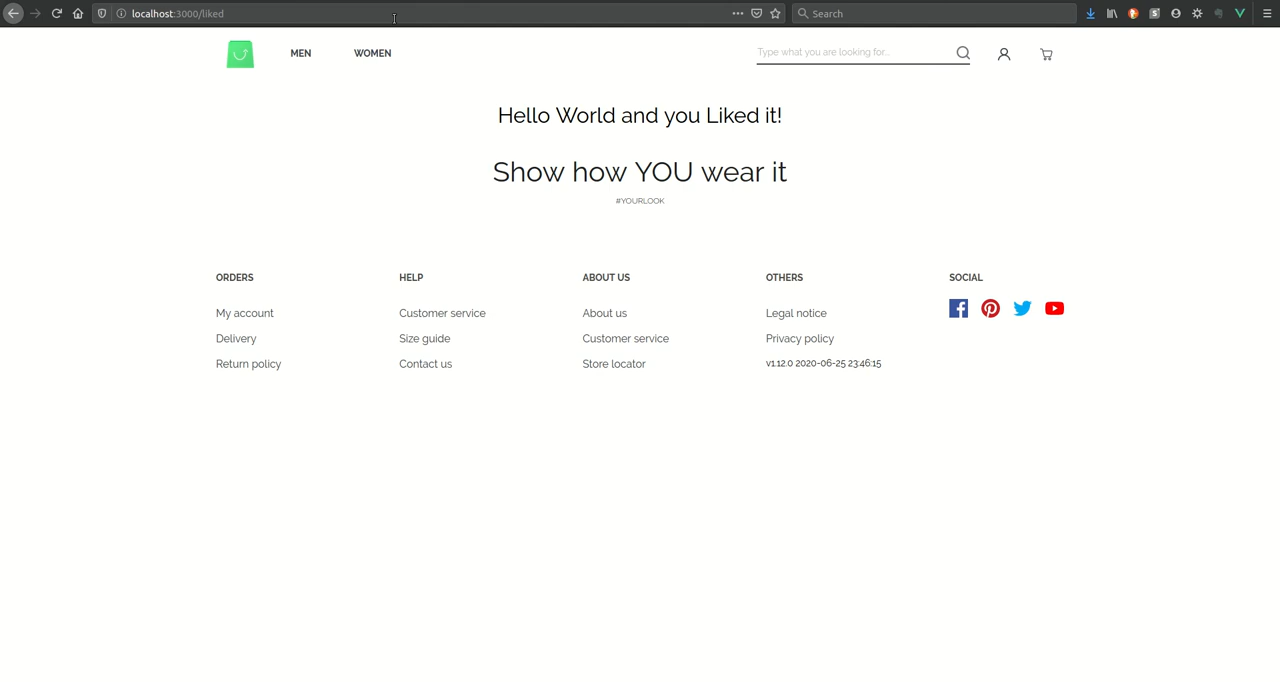 localhost:3000/liked
Search
MEN WOMEN
Type what you are looking for...
Hello World and you Liked it!
Show how YOU wear it
#YOURLOOK
ORDERS
My account
Delivery
Return policy
HELP
Customer service
Size guide
Contact us
ABOUT US
About us
Customer service
Store locator
OTHERS
Legal notice
Privacy policy
v1.12.0 2020-06-25 23:46:15
SOCIAL